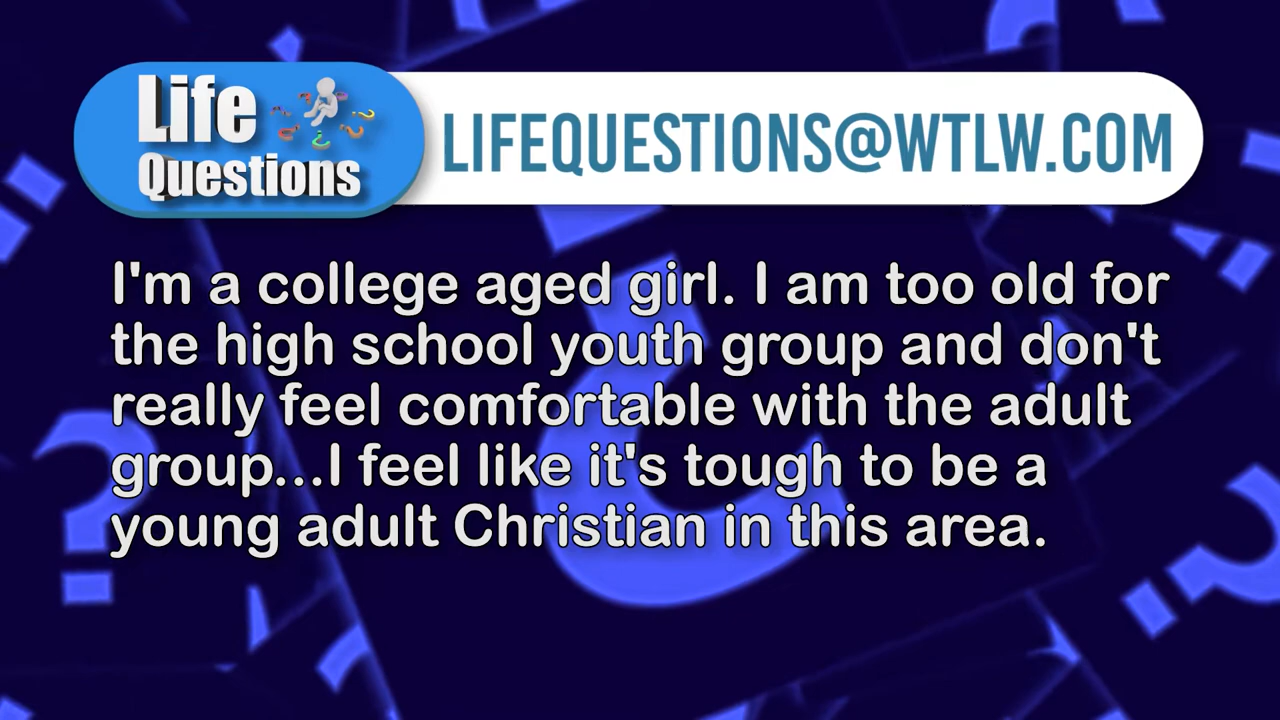 Life
Questions
LIFEQUESTIONS@WTLW.COM
I'm a college aged girl. I am too old for
the high school youth group and don't
really feel comfortable with the adult
group...I feel like it's tough to be a
young adult Christian in this area.